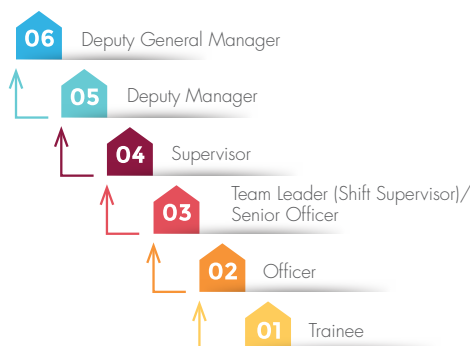 06 Deputy General Manager
05 Deputy Manager
04 Supervisor
03 Team Leader (Shift Supervisor)/
Senior Officer
02 Officer
01 Trainee